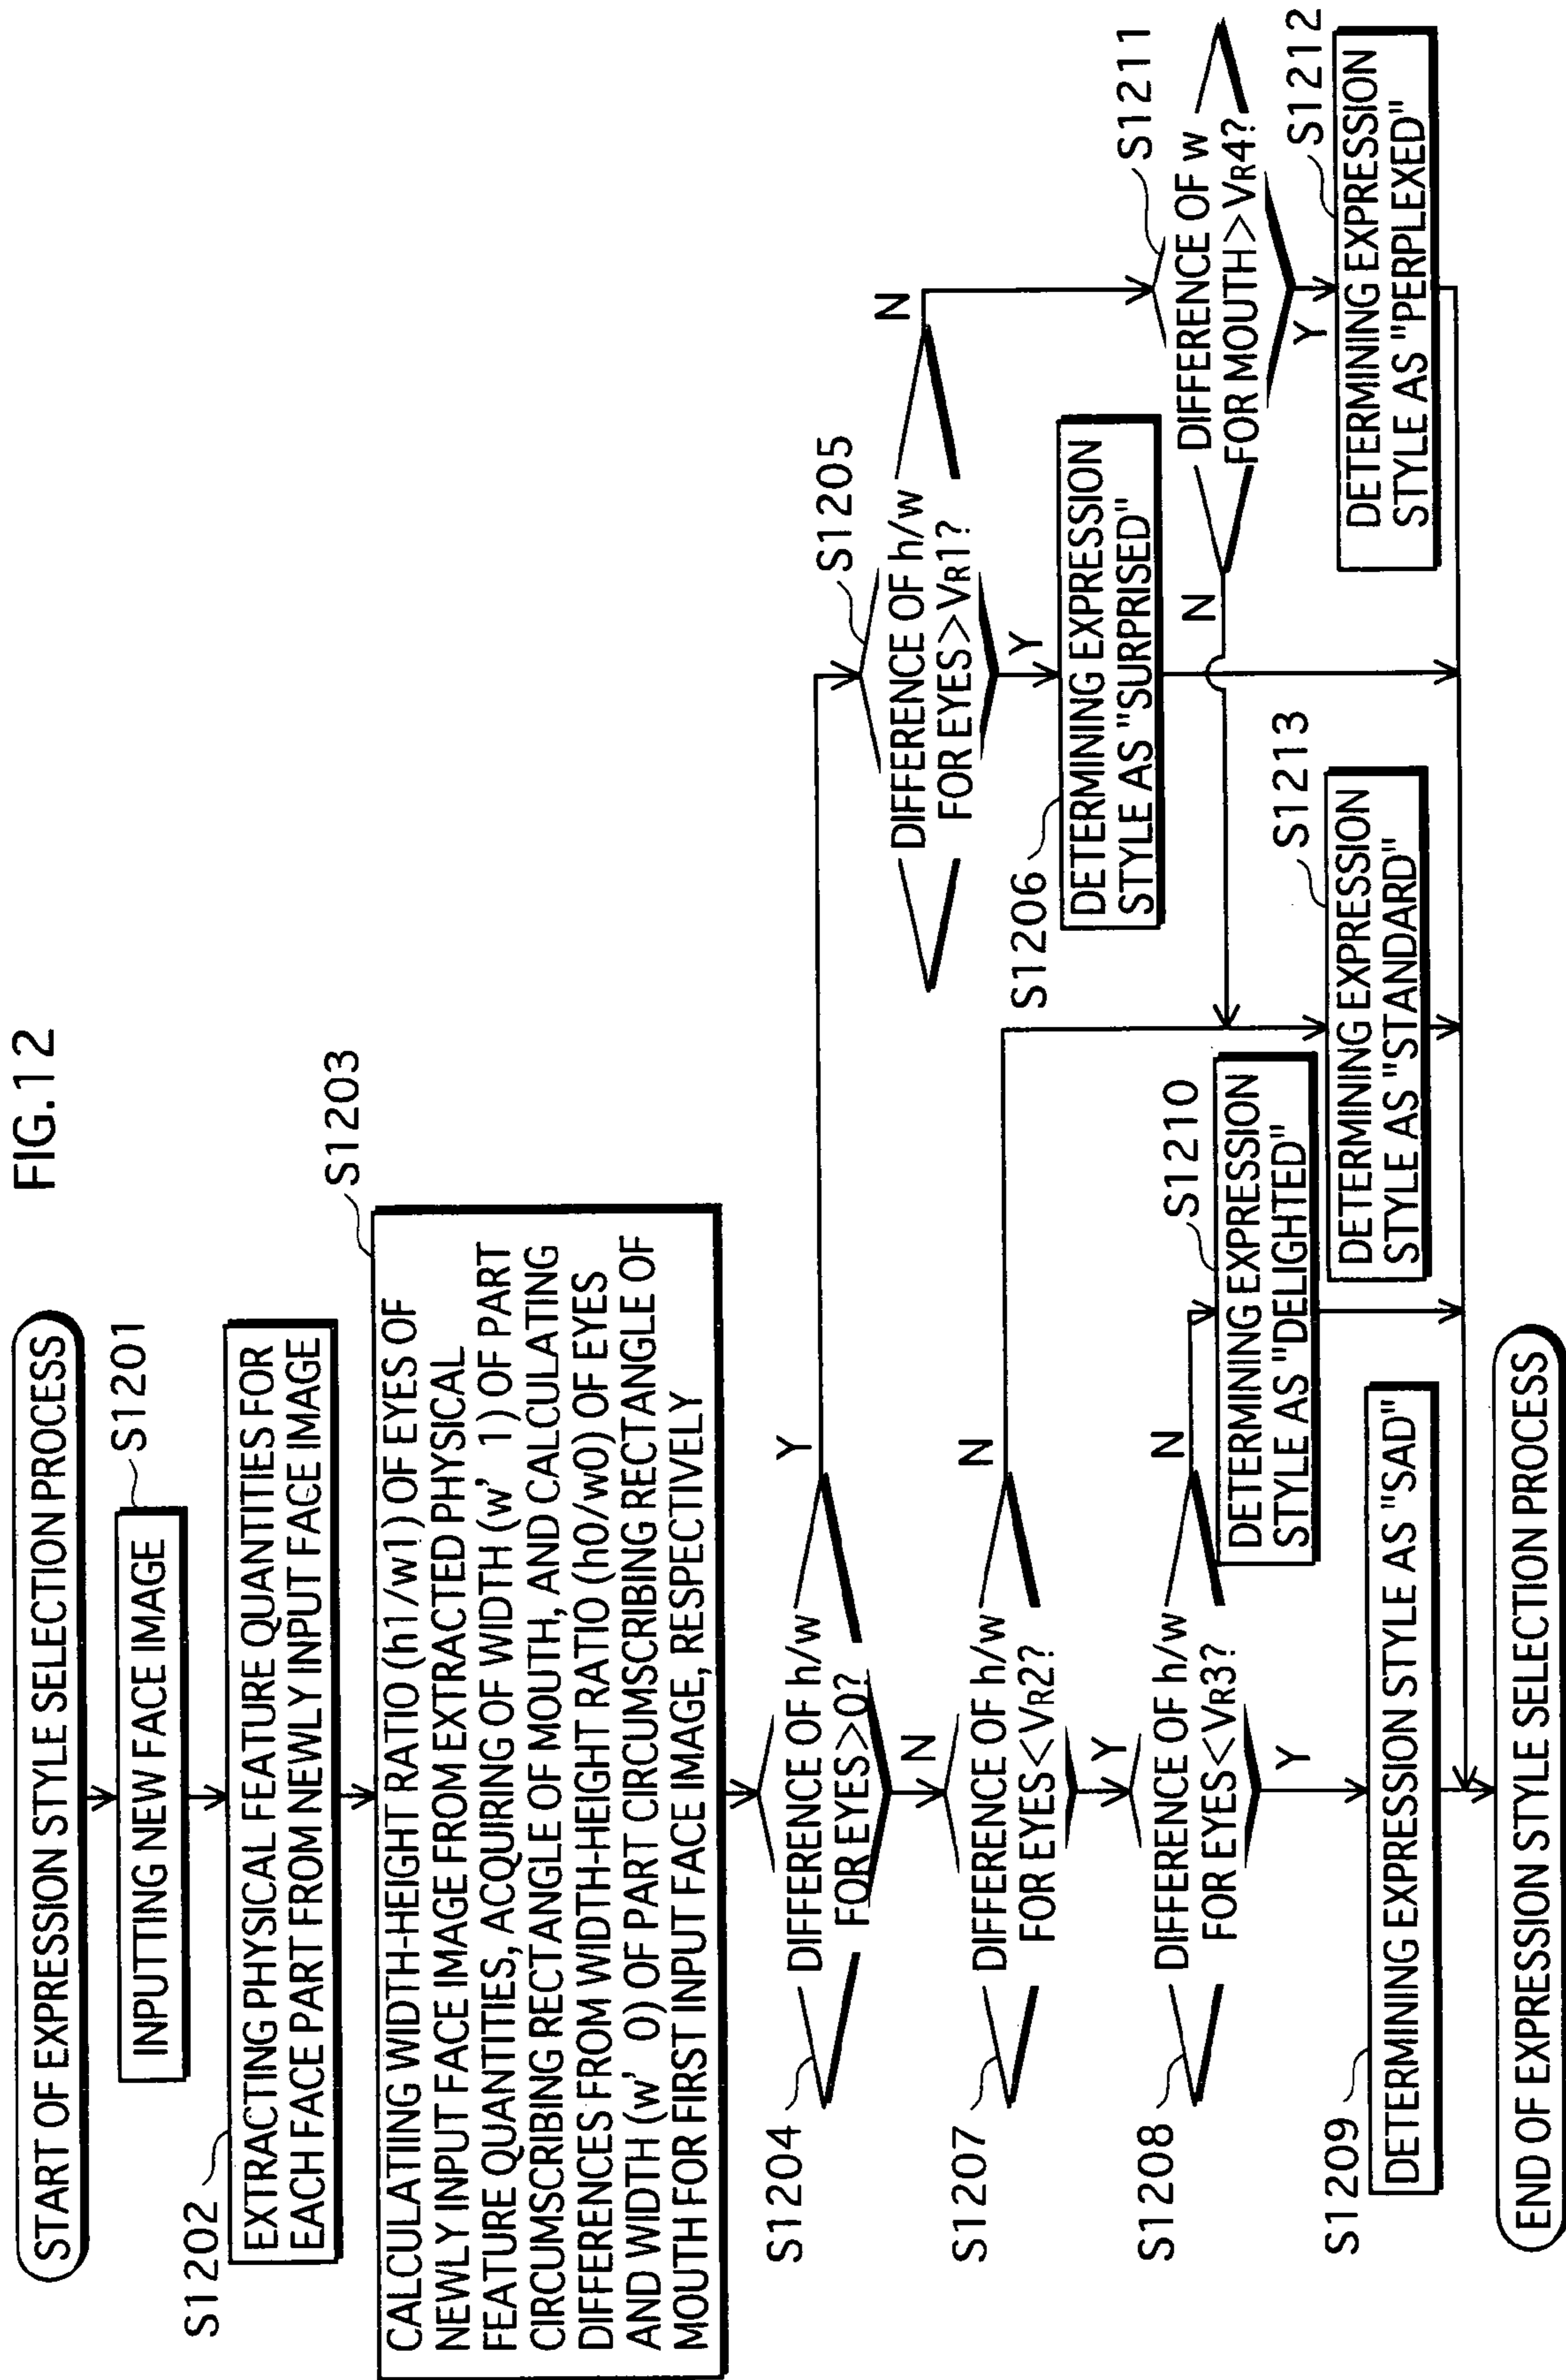 FIG.12
START OF EXPRESSION STYLE SELECTION PROCESS
S1201
INPUTTING NEW FACE IMAGE
S1202
EXTRACTING PHYSICAL FEATURE QUANTITIES FOR
EACH FACE PART FROM NEWLY INPUT FACE IMAGE
S1203
CALCULATIING WIDTH-HEIGHT RATIO (h1/w1) OF EYES OF
NEWLY INPUT FACE IMAGE FROM EXTRACTED PHYSICAL
FEATURE QUANTITIES, ACQUIRING OF WIDTH (w' 1) OF PART
CIRCUMSCRIBING RECTANGLE OF MOUTH, AND CALCULATING
DIFFERENCES FROM WIDTH-HEIGHT RATIO (h0/w0) OF EYES
AND WIDTH (w' 0) OF PART CIRCUMSCRIBING RECTANGLE OF
MOUTH FOR FIRST INPUT FACE IMAGE, RESPECTIVELY
S1204
DIFFERENCE OF h/w
FOR EYES>0?
Y
N
S1205
DIFFERENCE OF h/w
FOR EYES>VR1?
N
Y
S1206
DETERMINING EXPRESSION
STYLE AS "SURPRISED"
S1207
DIFFERENCE OF h/w
FOR EYES<VR2?
N
Y
S1208
DIFFERENCE OF h/w
FOR EYES<VR3?
N
Y
S1209
DETERMINING EXPRESSION STYLE AS "SAD"
S1210
DETERMINING EXPRESSION
STYLE AS "DELIGHTED"
S1211
DIFFERENCE OF w
FOR MOUTH>VR4?
N
Y
S1212
DETERMINING EXPRESSION
STYLE AS "PERPLEXED"
S1213
DETERMINING EXPRESSION
STYLE AS "STANDARD"
END OF EXPRESSION STYLE SELECTION PROCESS